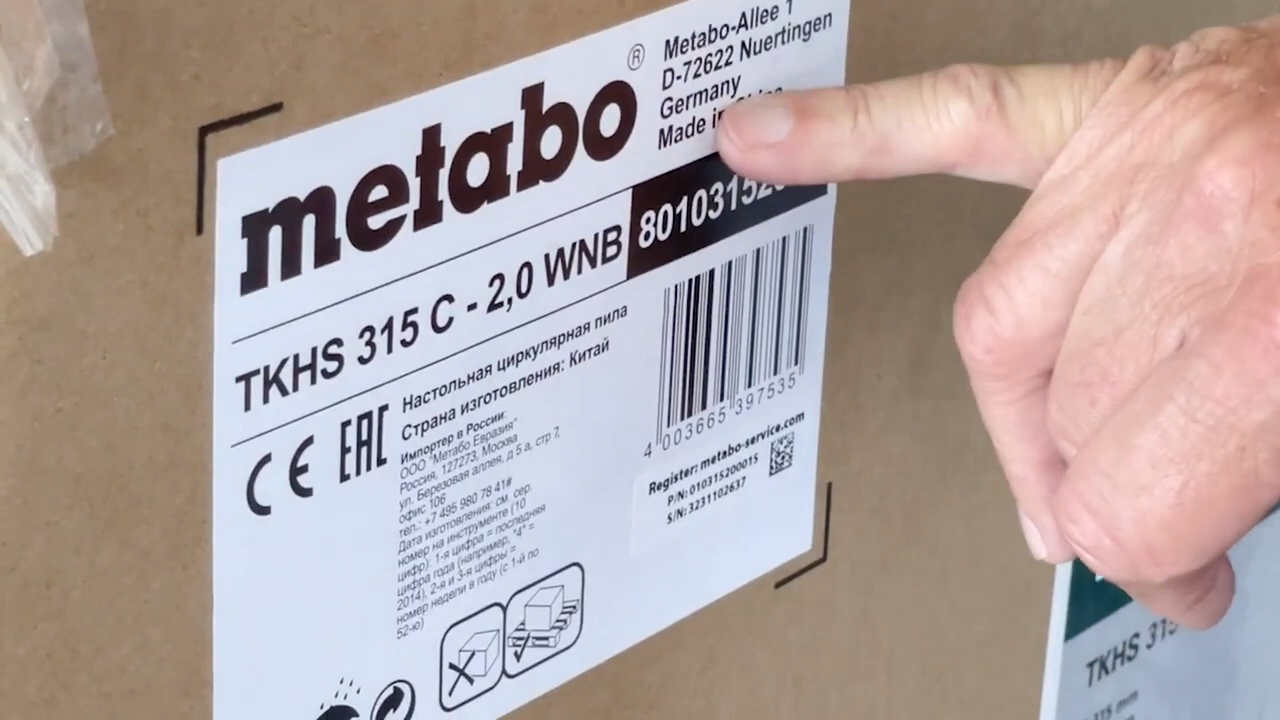 metabo®
Metabo-Allee 1
D-72622 Nuertingen
Germany
Made in
TKHS 315 C - 2,0 WNB
80103152
Настольная циркулярная пила
Страна изготовления: Китай
Импортер в России:
ООО "Метабо Евразия"
Россия, 127273, Москва
ул. Березовая аллея, д 5 а, стр 7,
офис 106
тел.: +7 495 980 78 41#
Дата изготовления: см. сер.
номер на инструменте (10
цифр): 1-я цифра = последняя
цифра года (например, "4" =
2014), 2-я и 3-я цифры =
номер недели в году (с 1-й по
52-ю)
CE EAC
4 003665 397535
Register: metabo-service.com
P/N: 010315200015
S/N: 3231102637
TKHS 315
315 mm